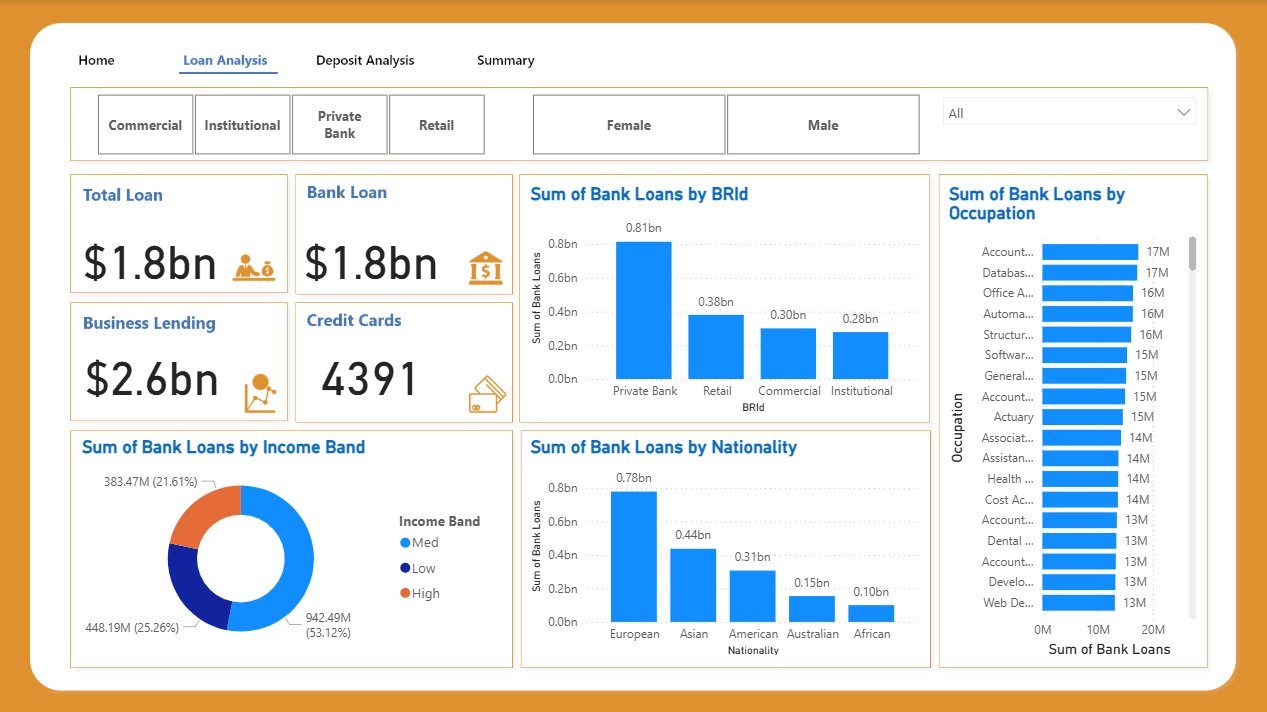 Home
Loan Analysis
Deposit Analysis
Summary
Commercial
Institutional
Private
Bank
Retail
Female
Male
All
Total Loan
$1.8bn
Bank Loan
$1.8bn
Business Lending
$2.6bn
Credit Cards
4391
Sum of Bank Loans by BRId
Sum of Bank Loans
0.8bn
0.6bn
0.4bn
0.2bn
0.0bn
0.81bn
0.38bn
0.30bn
0.28bn
Private Bank
Retail
Commercial
Institutional
BRId
Sum of Bank Loans by
Occupation
Occupation
Account... 17M
Databas... 17M
Office A... 16M
Automa... 16M
Structur... 16M
Softwar... 15M
General... 15M
Account... 15M
Actuary 15M
Associat... 14M
Assistan... 14M
Health ... 14M
Cost Ac... 14M
Account... 13M
Dental ... 13M
Account... 13M
Develo... 13M
Web De... 13M
0M 10M 20M
Sum of Bank Loans
Sum of Bank Loans by Income Band
383.47M (21.61%)
448.19M (25.26%)
942.49M
(53.12%)
Income Band
Med
Low
High
Sum of Bank Loans by Nationality
Sum of Bank Loans
0.8bn
0.6bn
0.4bn
0.2bn
0.0bn
0.78bn
0.44bn
0.31bn
0.15bn
0.10bn
European
Asian
American
Australian
African
Nationality